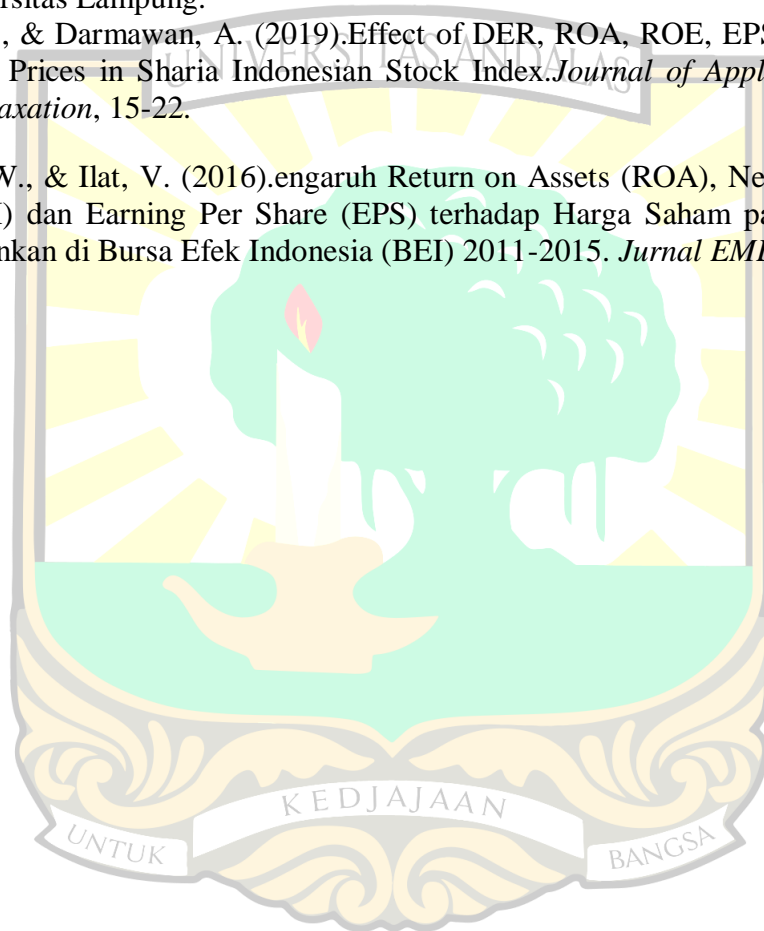 ersitas Lampung.
., & Darmawan, A. (2019).Effect of DER, ROA, ROE, EPS
Prices in Sharia Indonesian Stock Index.Journal of Appl
axation, 15-22.
W., & Ilat, V. (2016).engaruh Return on Assets (ROA), Ne
) dan Earning Per Share (EPS) terhadap Harga Saham pa
nkan di Bursa Efek Indonesia (BEI) 2011-2015. Jurnal EM
UNIVERSITAS ANDALAS
KEDJAJAAN
UNTUK
BANGSA